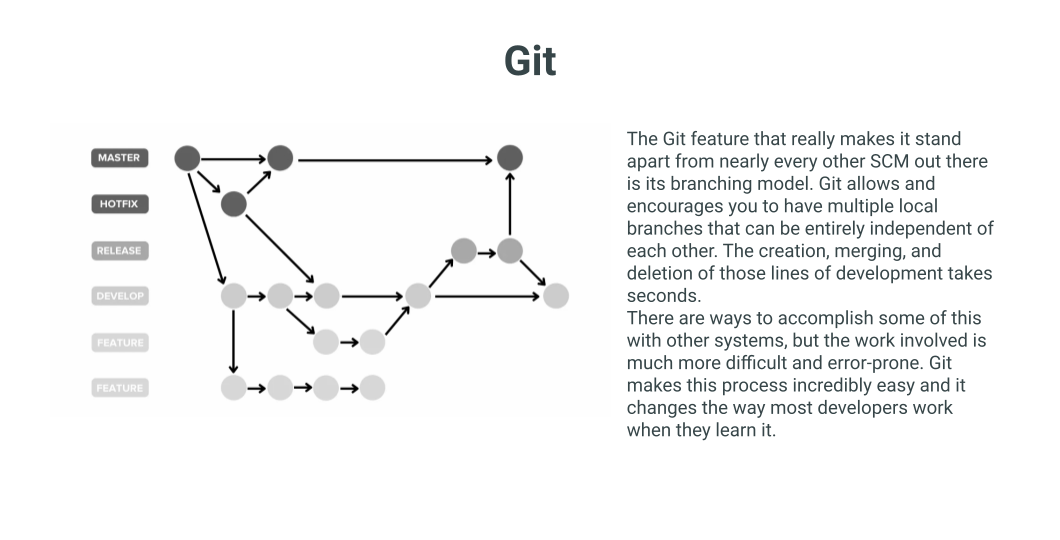 Git
MASTER
HOTFIX
RELEASE
DEVELOP
FEATURE
FEATURE
The Git feature that really makes it stand
apart from nearly every other SCM out there
is its branching model. Git allows and
encourages you to have multiple local
branches that can be entirely independent of
each other. The creation, merging, and
deletion of those lines of development takes
seconds.
There are ways to accomplish some of this
with other systems, but the work involved is
much more difficult and error-prone. Git
makes this process incredibly easy and it
changes the way most developers work
when they learn it.